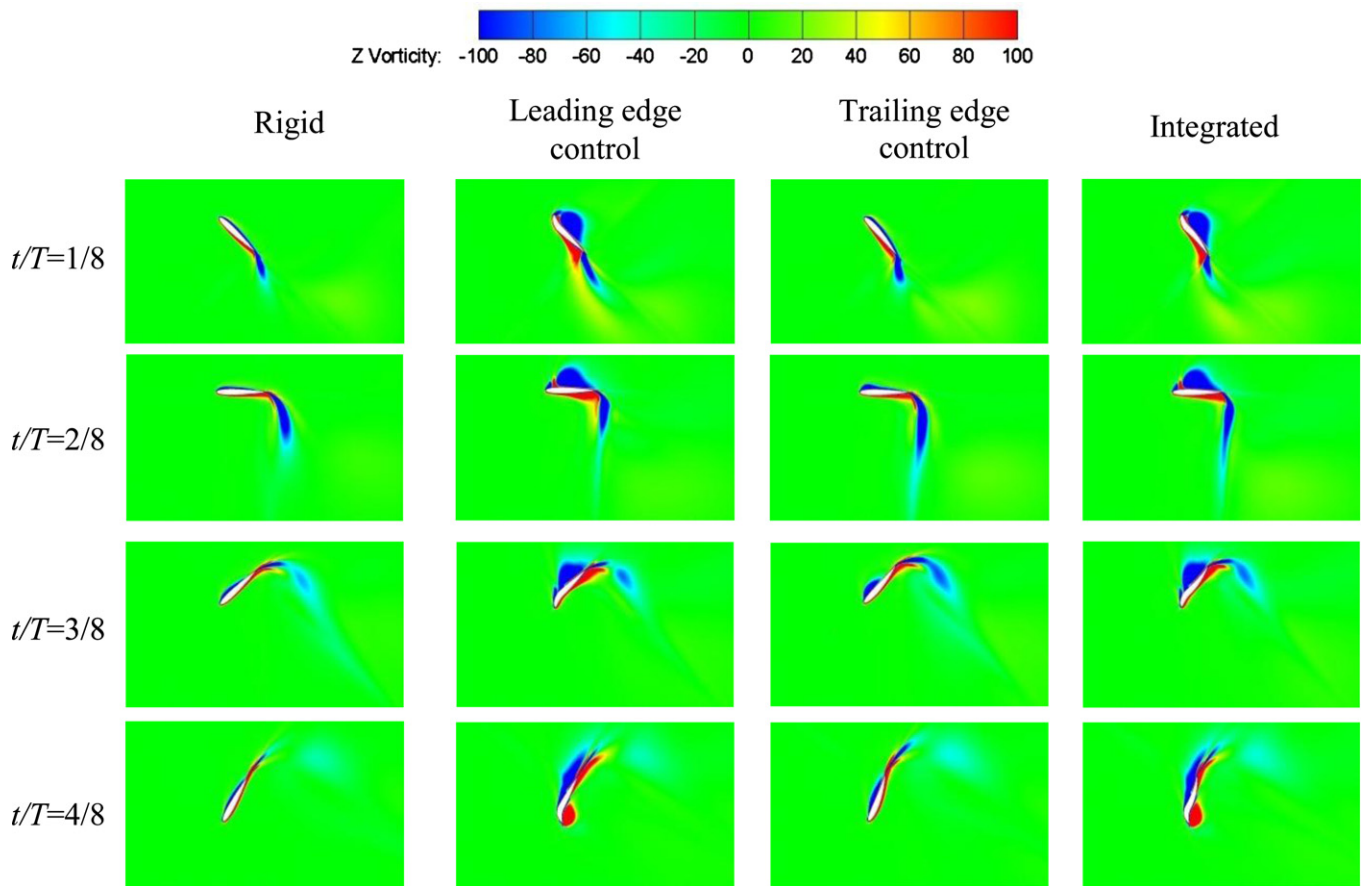 Z Vorticity: -100 -80 -60 -40 -20 0 20 40 60 80 100
Rigid
Leading edge
control
Trailing edge
control
Integrated
t/T=1/8
t/T=2/8
t/T=3/8
t/T=4/8